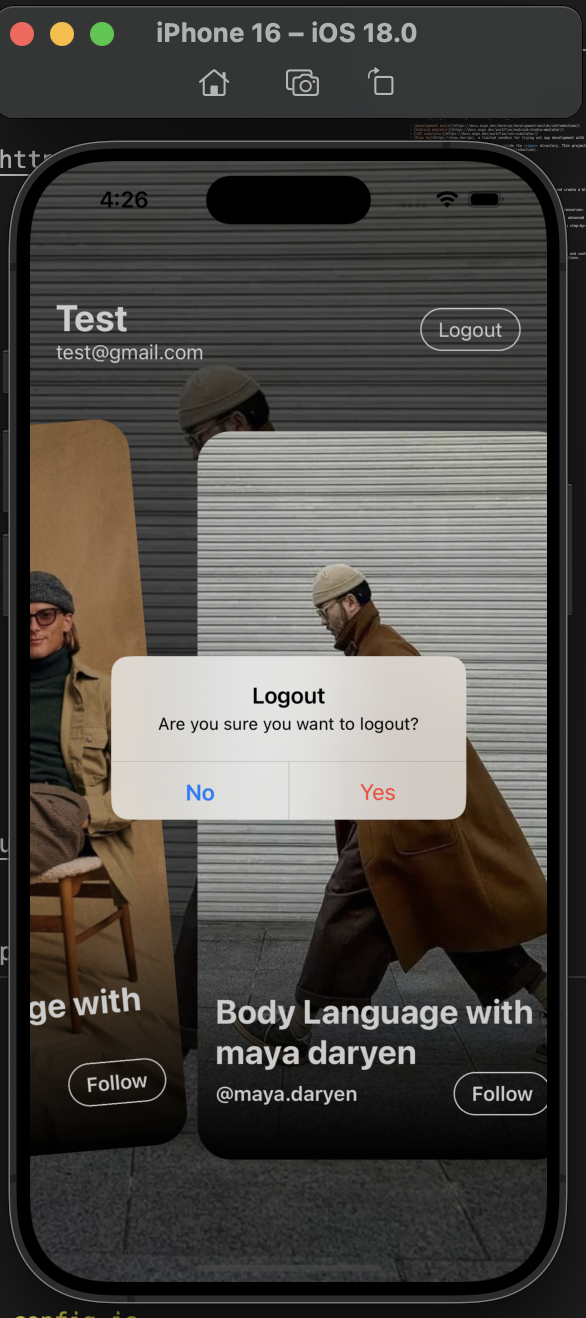 iPhone 16 – iOS 18.0
4:26
Test
test@gmail.com
Logout
Logout
Are you sure you want to logout?
No
Yes
ge with
Follow
Body Language with
maya daryen
@maya.daryen
Follow